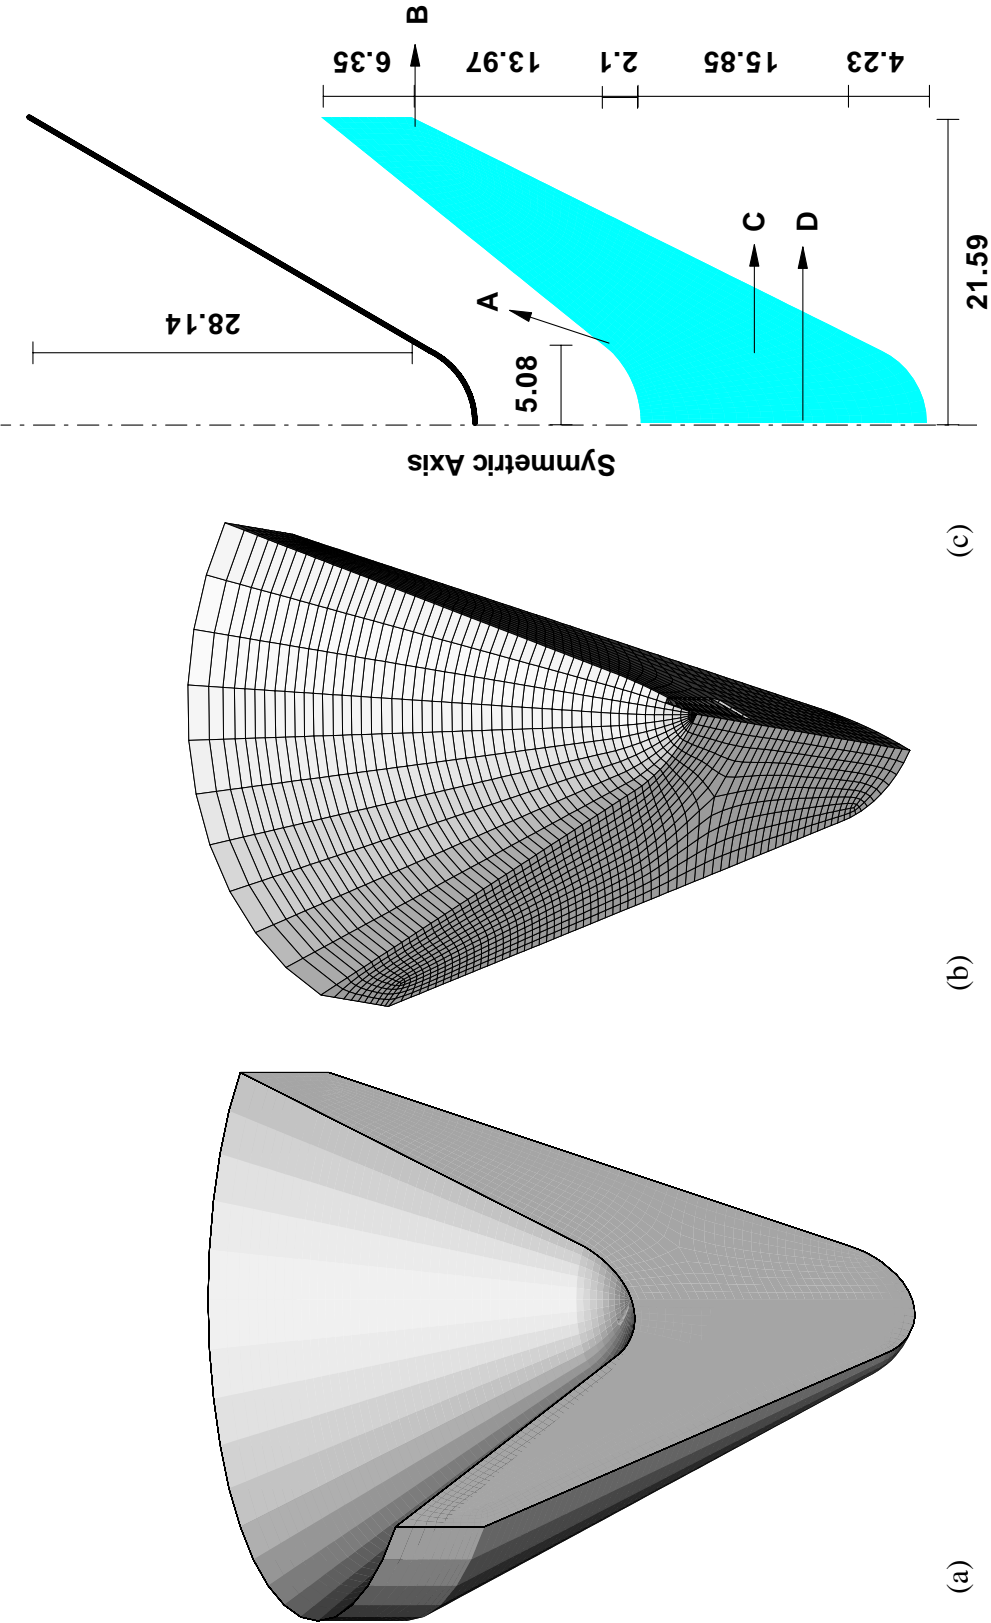 B
6.35
13.97
2.1
15.85
4.23
28.14
A
5.08
C
D
21.59
Symmetric Axis
(c)
(b)
(a)